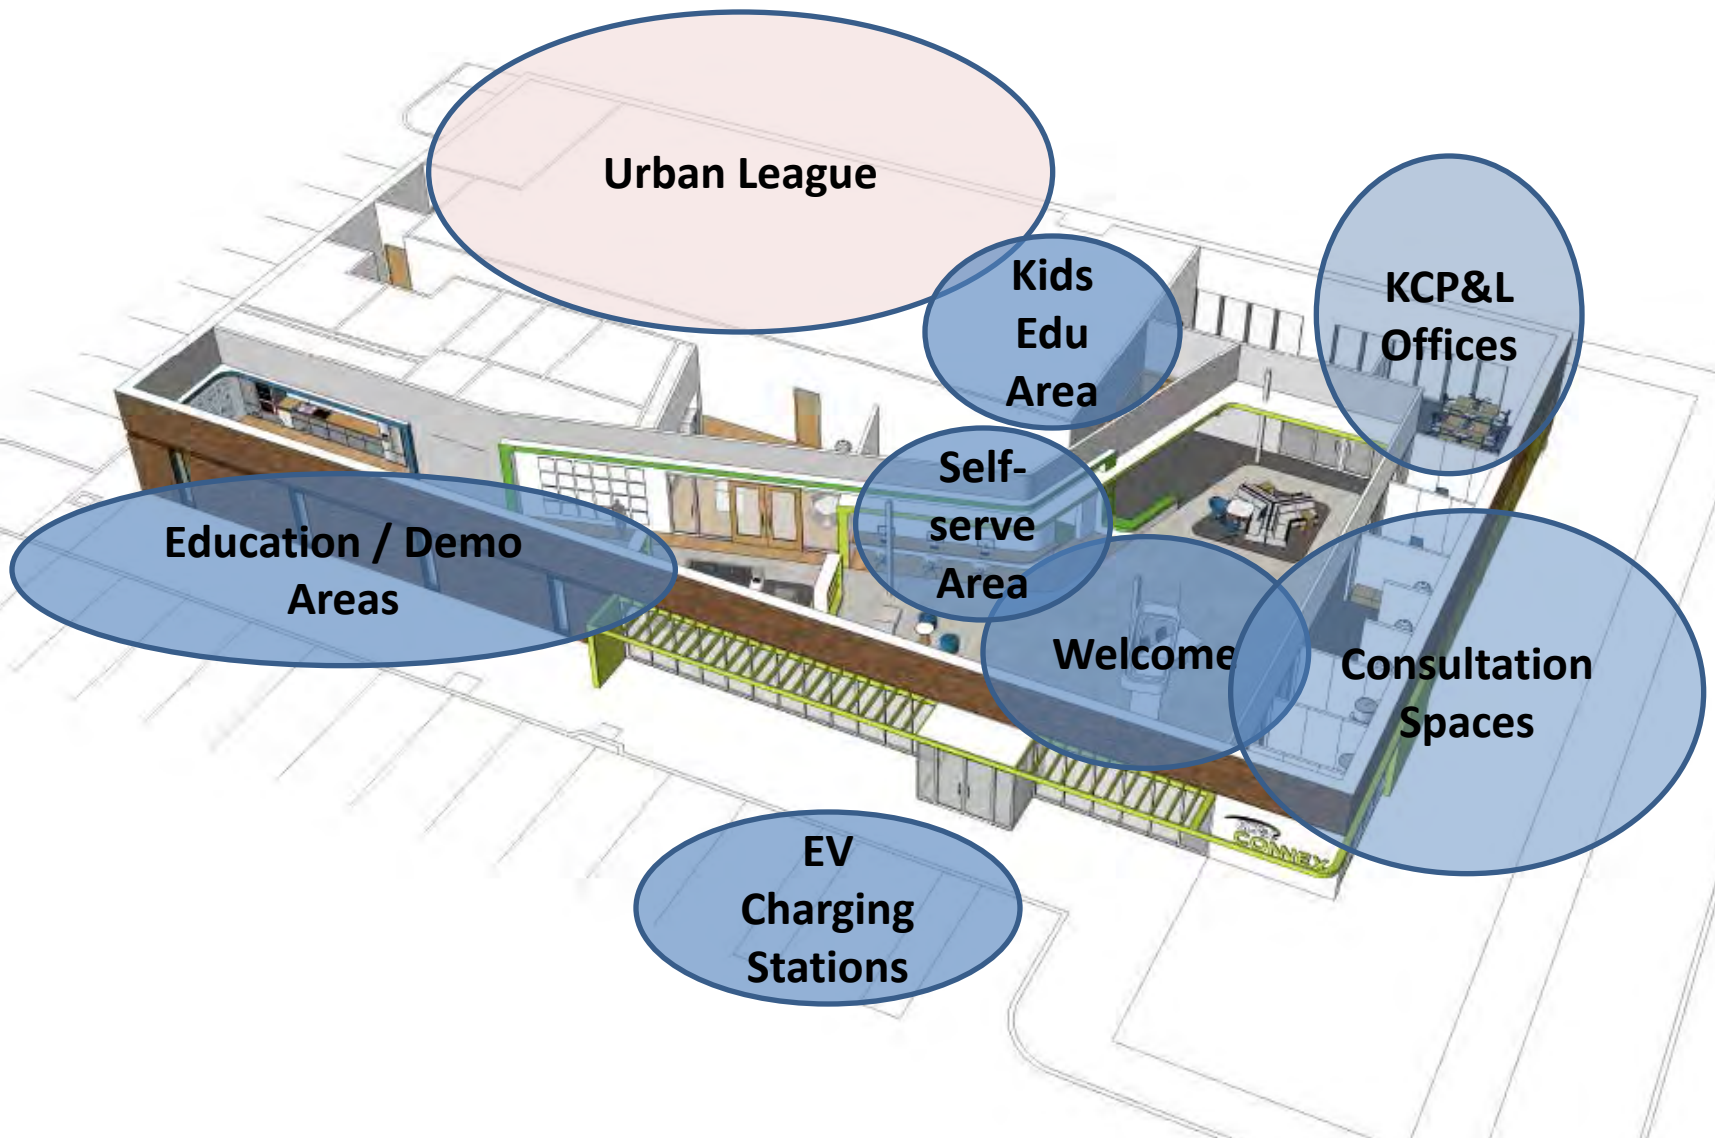 Urban League
Kids
Edu
Area
KCP&L
Offices
Self-
serve
Area
Education / Demo
Areas
Welcome
Consultation
Spaces
EV
Charging
Stations
CONNEX